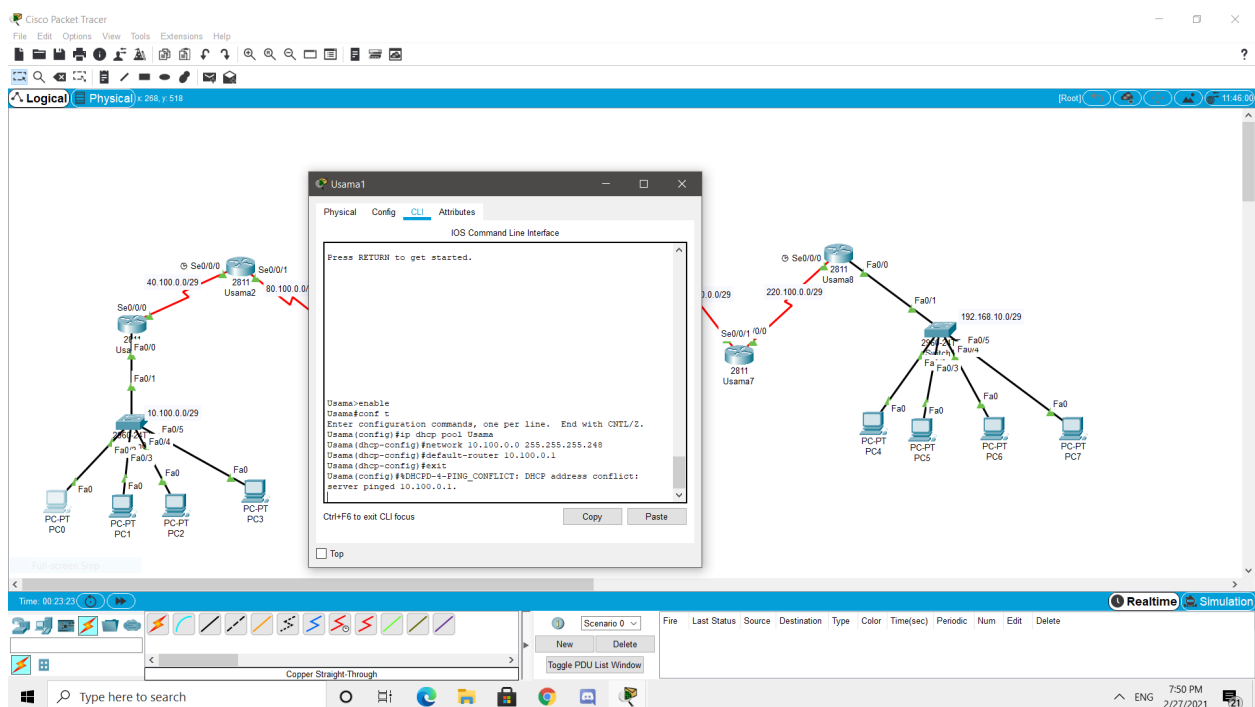 Cisco Packet Tracer
File Edit Options View Tools Extensions Help
?
Logical Physical x: 268, y: 518
[Root] 11:46:00
Usama1
Physical Config CLI Attributes
IOS Command Line Interface
Press RETURN to get started.
Usama>enable
Usama#conf t
Enter configuration commands, one per line. End with CNTL/Z.
Usama(config)#ip dhcp pool Usama
Usama(dhcp-config)#network 10.100.0.0 255.255.255.248
Usama(dhcp-config)#default-router 10.100.0.1
Usama(dhcp-config)#exit
Usama(config)#%DHCPD-4-PING_CONFLICT: DHCP address conflict:
server pinged 10.100.0.1.
Ctrl+F6 to exit CLI focus
Copy Paste
Top
Se0/0/0
2811
Usama2
Se0/0/1
40.100.0.0/29
80.100.0.0/
Se0/0/0
Fa0/0
Fa0/1
10.100.0.0/29
Fa0/5
Fa0/4
Fa0/3
Fa0
Fa0
Fa0
Fa0
PC-PT
PC0
PC-PT
PC1
PC-PT
PC2
PC-PT
PC3
0.0/29
220.100.0.0/29
Se0/0/0
2811
Usama8
Fa0/0
Se0/0/1
0/0
2811
Usama7
Fa0/1
192.168.10.0/29
Fa0/5
Fa0/4
Fa0/3
Fa0
Fa0
Fa0
Fa0
PC-PT
PC4
PC-PT
PC5
PC-PT
PC6
PC-PT
PC7
Full-screen Snip
Time: 00:23:23
Realtime Simulation
Scenario 0
New Delete
Toggle PDU List Window
Fire Last Status Source Destination Type Color Time(sec) Periodic Num Edit Delete
Copper Straight-Through
Type here to search
ENG
7:50 PM
2/27/2021
21